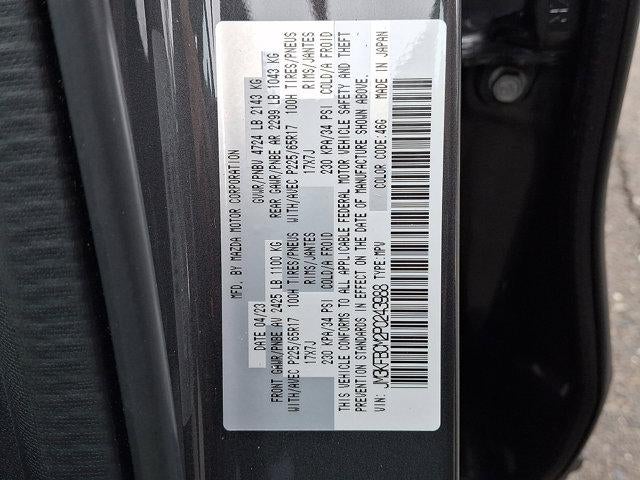 MFD. BY MAZDA MOTOR CORPORATION
DATE 04/23 GVWR/PNBV 4724 LB 2143 KG
FRONT GAWR/PNBE AV 2425 LB 1100 KG REAR GAWR/PNBE AR 2299 LB 1043 KG
WITH/AVEC P225/65R17 100H TIRES/PNEUS WITH/AVEC P225/65R17 100H TIRES/PNEUS
17X7J RIMS/JANTES 17X7J RIMS/JANTES
230 KPA/34 PSI COLD/A FROID 230 KPA/34 PSI COLD/A FROID
THIS VEHICLE CONFORMS TO ALL APPLICABLE FEDERAL MOTOR VEHICLE SAFETY AND THEFT
PREVENTION STANDARDS IN EFFECT ON THE DATE OF MANUFACTURE SHOWN ABOVE.
VIN: JM3KFBCM2P0243988 TYPE:MPV COLOR CODE:46G MADE IN JAPAN